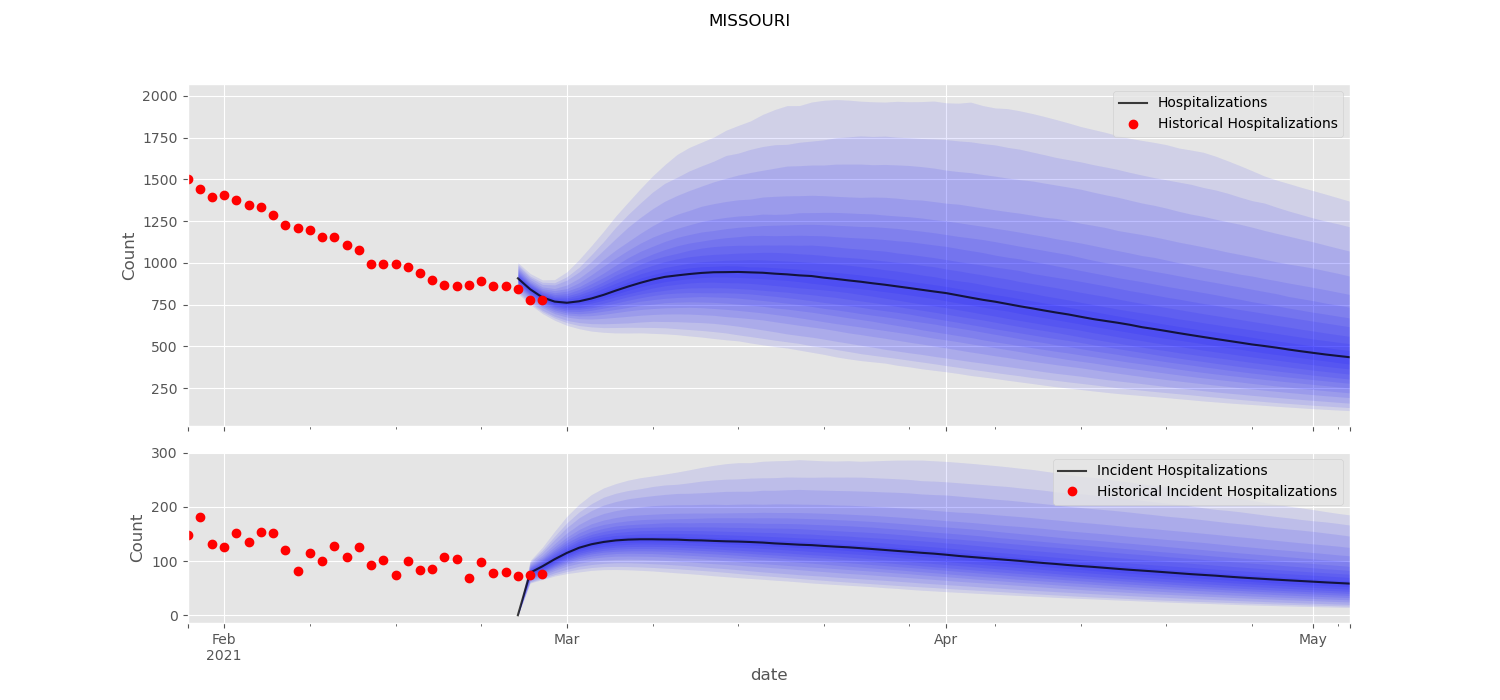 MISSOURI
Count
2000
1750
1500
1250
1000
750
500
250
Hospitalizations
Historical Hospitalizations
Count
300
200
100
0
Incident Hospitalizations
Historical Incident Hospitalizations
Feb Mar Apr May
2021
date